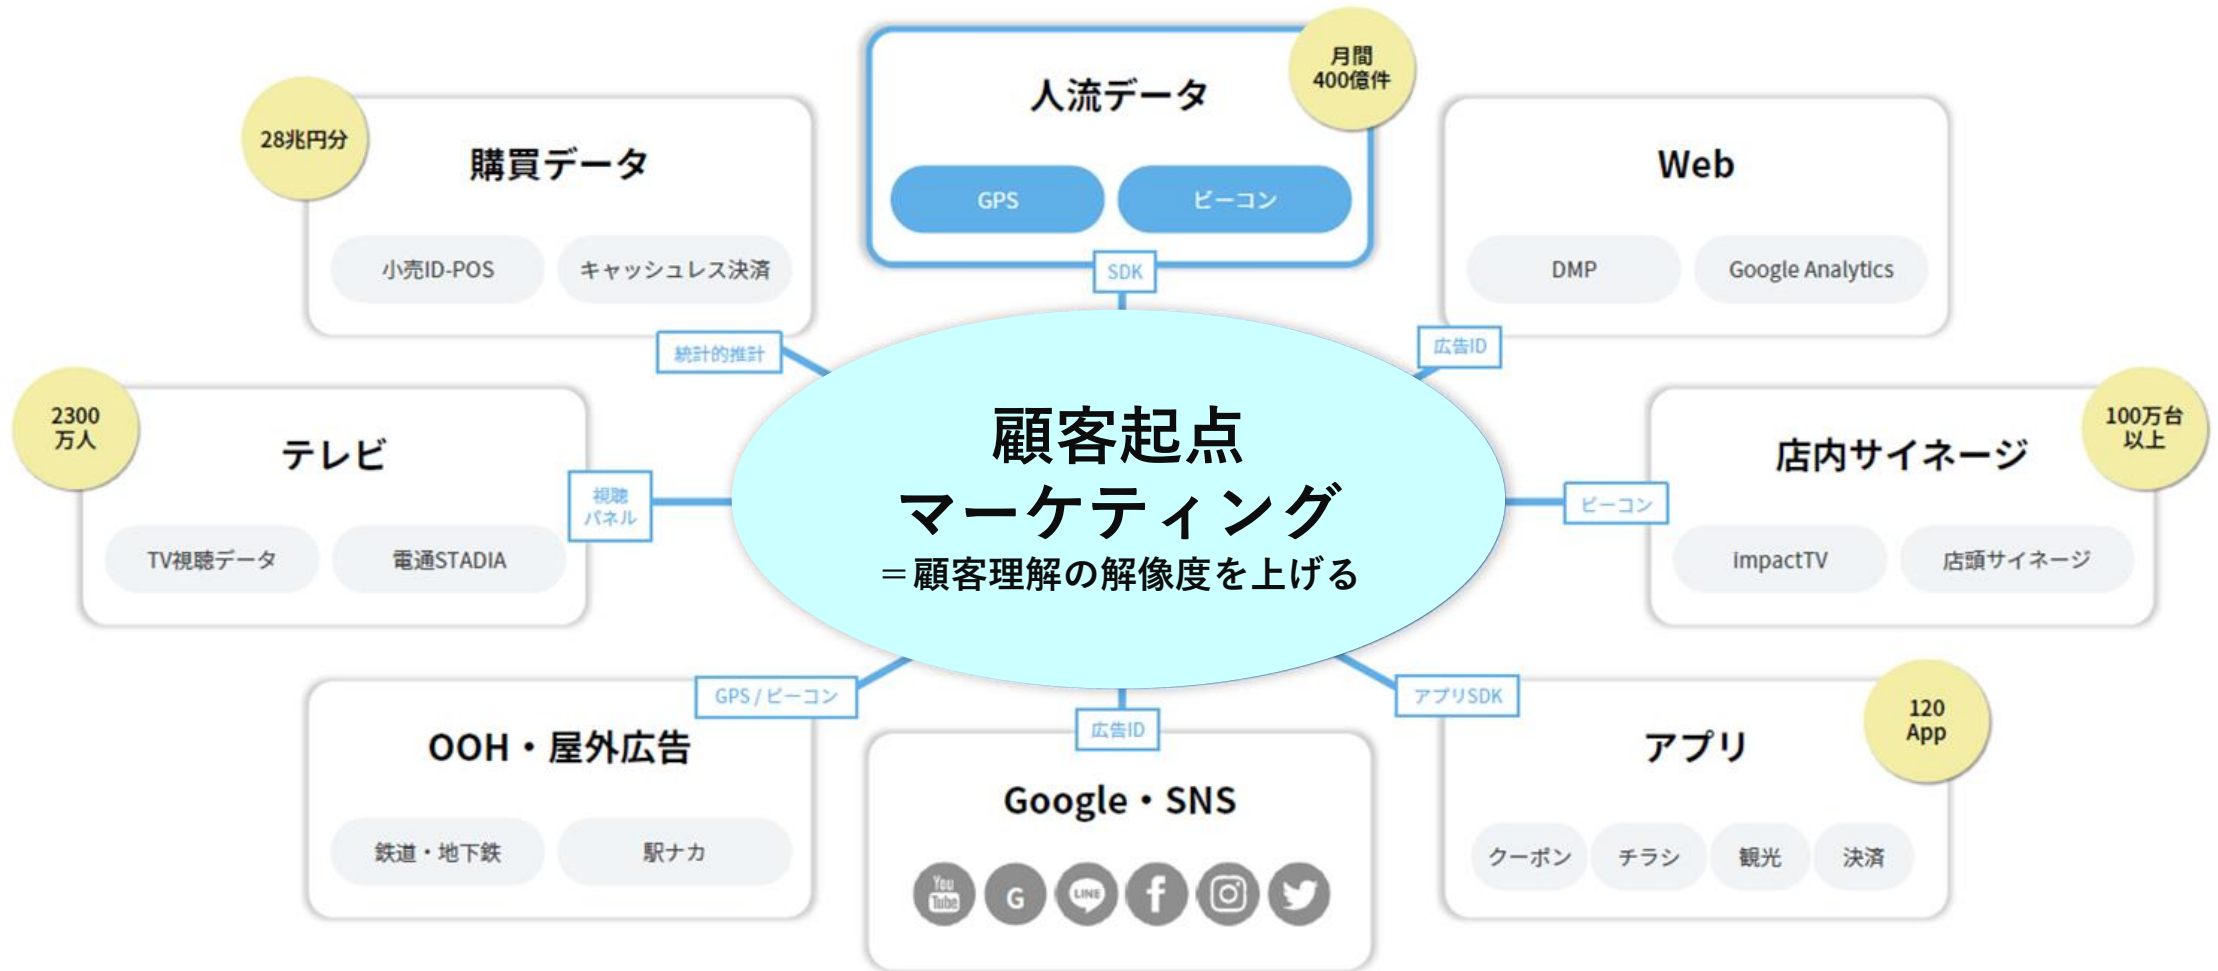 月間
400億件
人流データ
GPS
ビーコン
SDK
28兆円分
購買データ
小売ID-POS
キャッシュレス決済
統計的推計
Web
DMP
Google Analytics
広告ID
2300
万人
テレビ
TV視聴データ
電通STADIA
視聴
パネル
顧客起点
マーケティング
＝顧客理解の解像度を上げる
100万台
以上
店内サイネージ
impactTV
店頭サイネージ
ビーコン
GPS / ビーコン
OOH・屋外広告
鉄道・地下鉄
駅ナカ
広告ID
Google・SNS
You
Tube
G
LINE
f
アプリSDK
120
App
アプリ
クーポン
チラシ
観光
決済